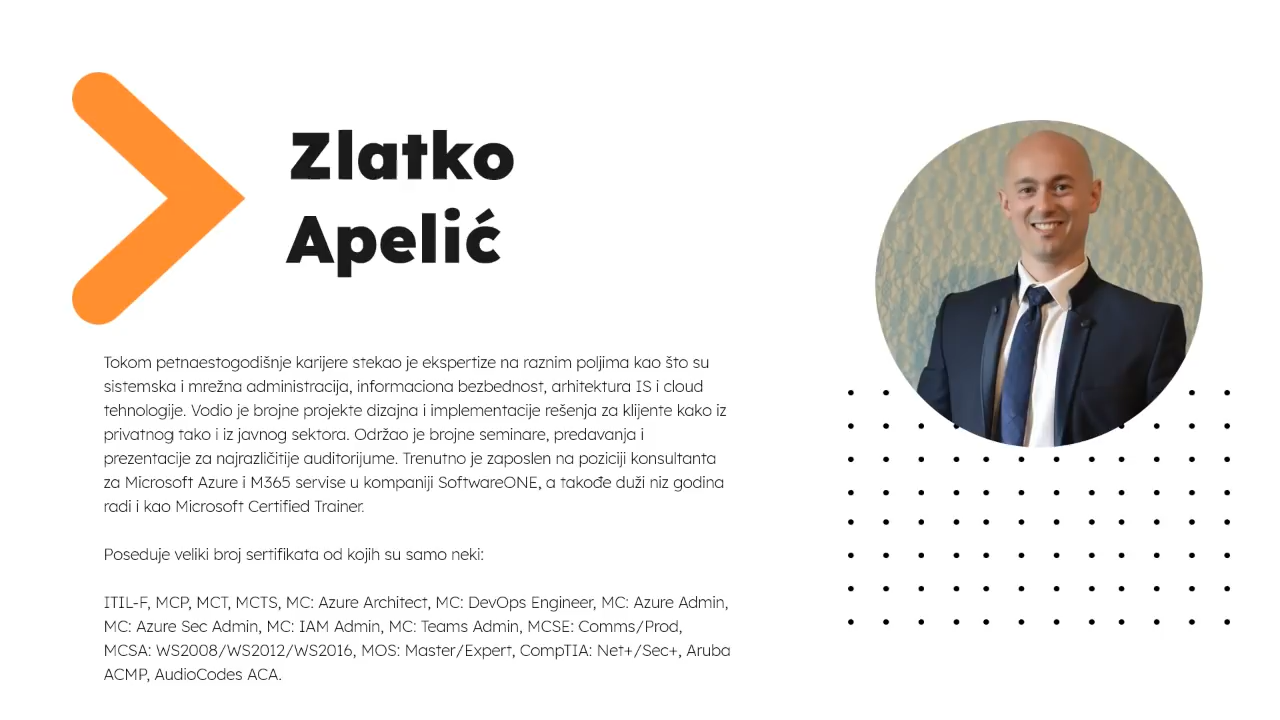 Zlatko
Apelić
Tokom petnaestogodišnje karijere stekao je ekspertize na raznim poljima kao što su
sistemska i mrežna administracija, informaciona bezbednost, arhitektura IS i cloud
tehnologije. Vodio je brojne projekte dizajna i implementacije rešenja za klijente kako iz
privatnog tako i iz javnog sektora. Održao je brojne seminare, predavanja i
prezentacije za najrazličitije auditorijume. Trenutno je zaposlen na poziciji konsultanta
za Microsoft Azure i M365 servise u kompaniji SoftwareONE, a takođe duži niz godina
radi i kao Microsoft Certified Trainer.
Poseduje veliki broj sertifikata od kojih su samo neki:
ITIL-F, MCP, MCT, MCTS, MC: Azure Architect, MC: DevOps Engineer, MC: Azure Admin,
MC: Azure Sec Admin, MC: IAM Admin, MC: Teams Admin, MCSE: Comms/Prod,
MCSA: WS2008/WS2012/WS2016, MOS: Master/Expert, CompTIA: Net+/Sec+, Aruba
ACMP, AudioCodes ACA.